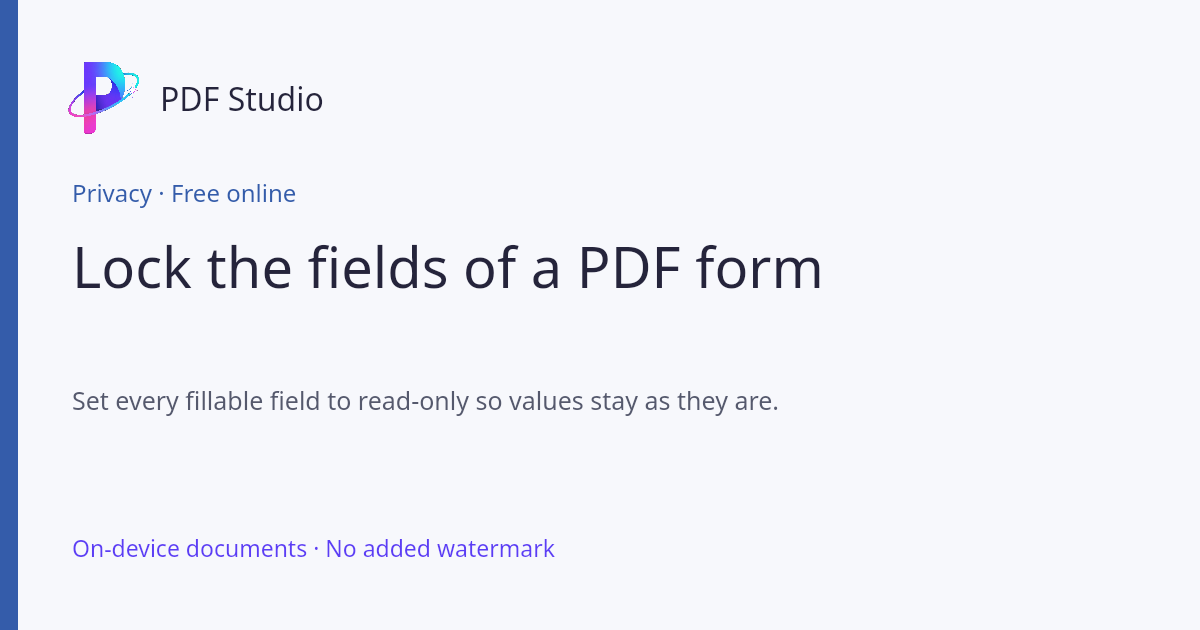 PDF Studio
Privacy · Free online
Lock the fields of a PDF form
Set every fillable field to read-only so values stay as they are.
On-device documents · No added watermark